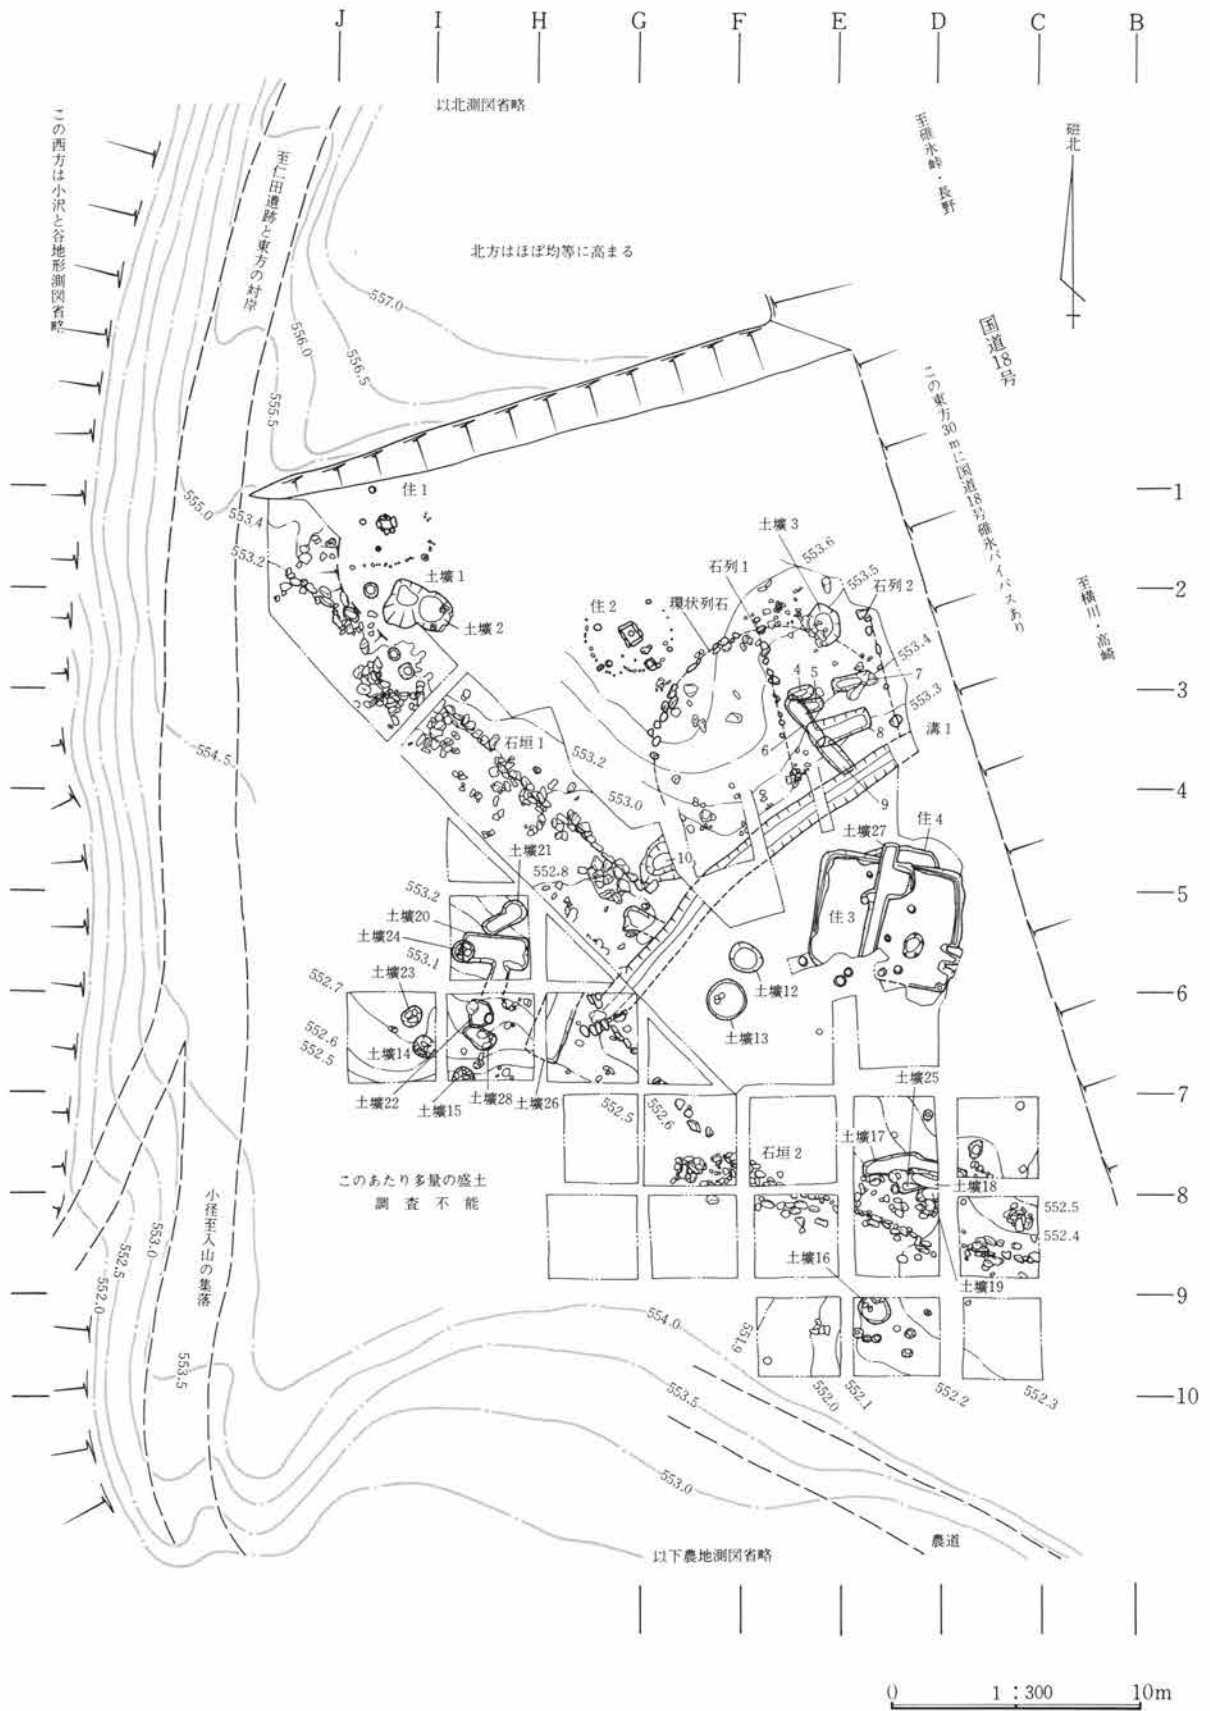 J I H G F E D C B
以北測図省略
この西方は小沢と谷地形測図省略
至仁田遺跡と東方の対岸
至碓氷峠・長野
磁北
北方はほぼ均等に高まる
557.0
556.0
556.5
555.5
国道18号
この東方30mに国道18号碓氷バイパスあり
至横川・高崎
1
住1
555.0
553.4
553.2
土壙3
553.6
石列1
553.5
2
土壙1
住2
環状列石
石列2
土壙2
553.4
3
4
5
7
553.3
石垣1
6
8
溝1
554.5
553.2
9
553.0
4
土壙27
住4
土壙21
10
552.8
553.2
5
土壙20
住3
土壙24
553.1
土壙23
552.7
土壙12
6
552.6
土壙14
土壙13
552.5
土壙25
7
土壙22
土壙15
土壙28
土壙26
552.5
552.6
土壙17
石垣2
このあたり多量の盛土
調査不能
土壙18
8
552.5
552.4
小径至入山の集落
553.0
552.5
552.0
土壙16
土壙19
9
554.0
551.9
553.5
552.0
552.1
552.2
552.3
10
553.5
553.0
農道
以下農地測図省略
0 1:300 10m